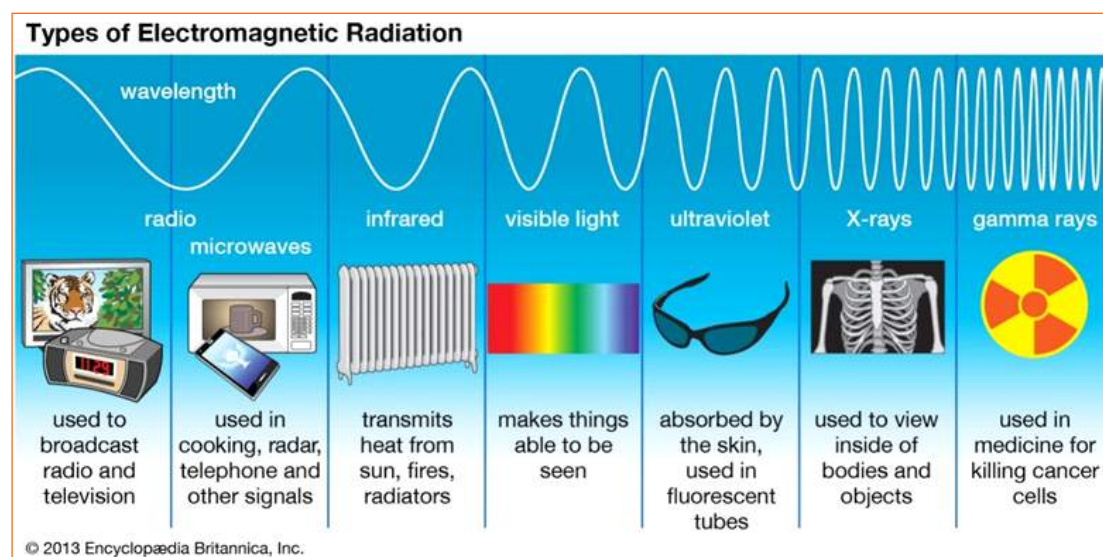 Types of Electromagnetic Radiation
wavelength
radio
microwaves
infrared
visible light
ultraviolet
X-rays
gamma rays
11:29
used to
broadcast
radio and
television
used in
cooking, radar,
telephone and
other signals
transmits
heat from
sun, fires,
radiators
makes things
able to be
seen
absorbed by
the skin,
used in
fluorescent
tubes
used to view
inside of
bodies and
objects
used in
medicine for
killing cancer
cells
© 2013 Encyclopædia Britannica, Inc.